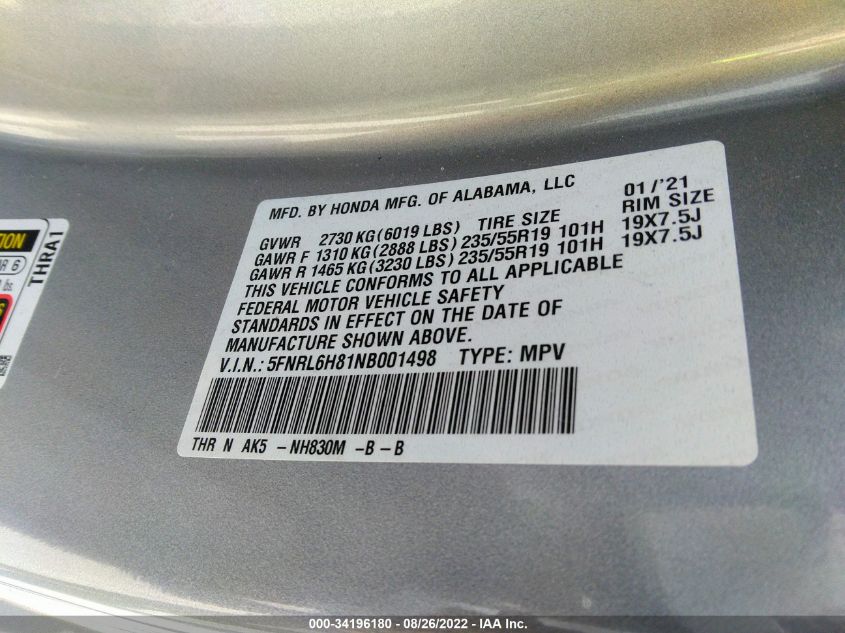 MFD. BY HONDA MFG. OF ALABAMA, LLC 01/'21
GVWR 2730 KG(6019 LBS) TIRE SIZE RIM SIZE
GAWR F 1310 KG(2888 LBS) 235/55R19 101H 19X7.5J
GAWR R 1465 KG(3230 LBS) 235/55R19 101H 19X7.5J
THIS VEHICLE CONFORMS TO ALL APPLICABLE
FEDERAL MOTOR VEHICLE SAFETY
STANDARDS IN EFFECT ON THE DATE OF
MANUFACTURE SHOWN ABOVE.
V.I.N.: 5FNRL6H81NB001498 TYPE: MPV
THR N AK5 -NH830M -B-B
THRA1
6
lbs
000-34196180 - 08/26/2022 - IAA Inc.